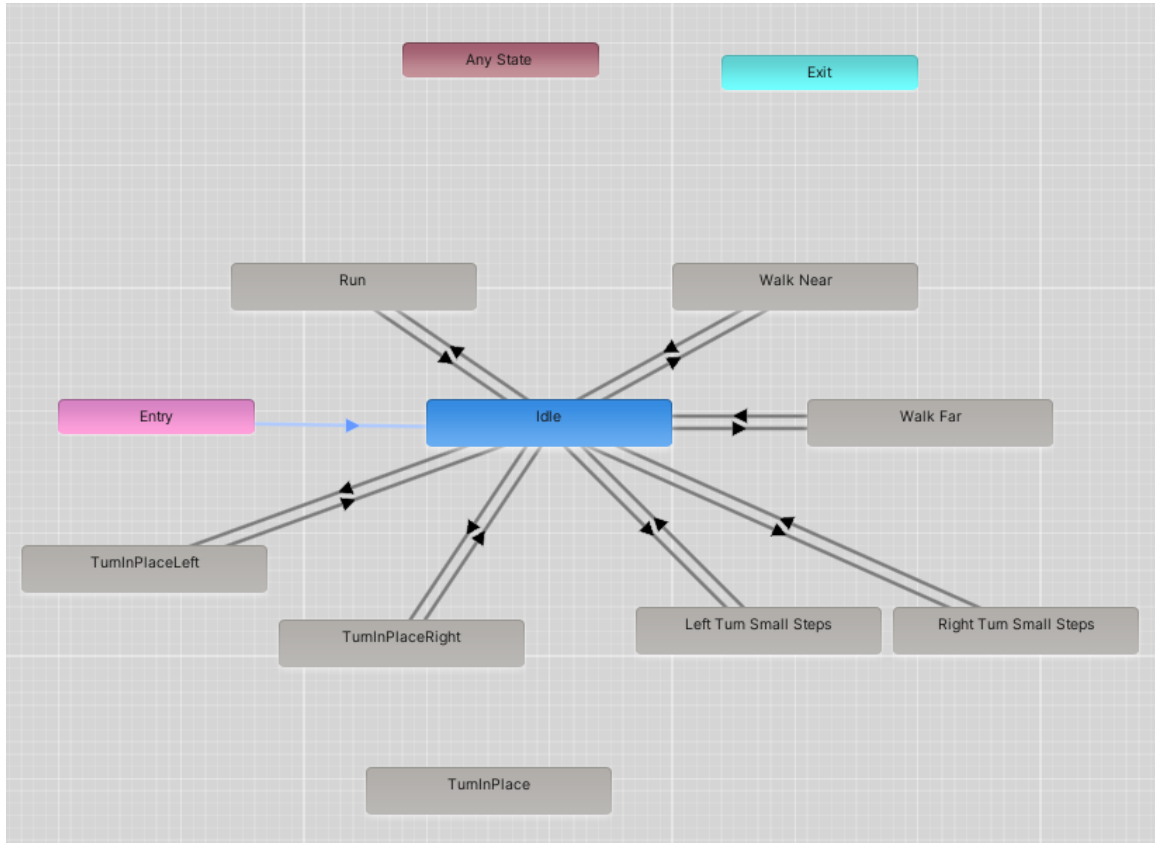 Any State
Exit
Run
Walk Near
Entry
Idle
Walk Far
TurnInPlaceLeft
TurnInPlaceRight
Left Turn Small Steps
Right Turn Small Steps
TurnInPlace